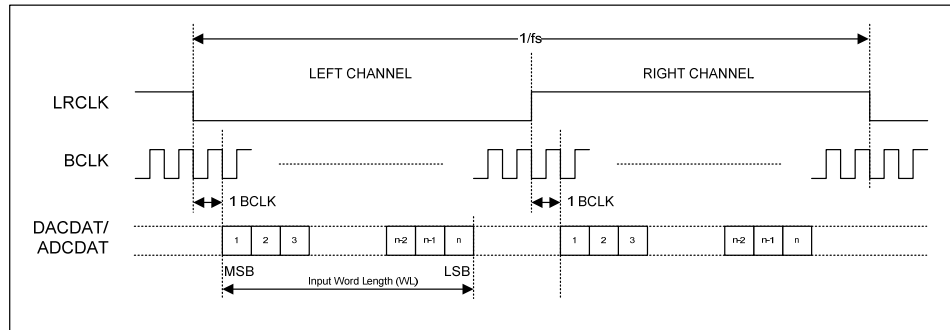 1/fs
LEFT CHANNEL RIGHT CHANNEL
LRCLK
BCLK
1 BCLK 1 BCLK
DACDAT/
ADCDAT
1 2 3 n-2 n-1 n 1 2 3 n-2 n-1 n
MSB LSB
Input Word Length (WL)